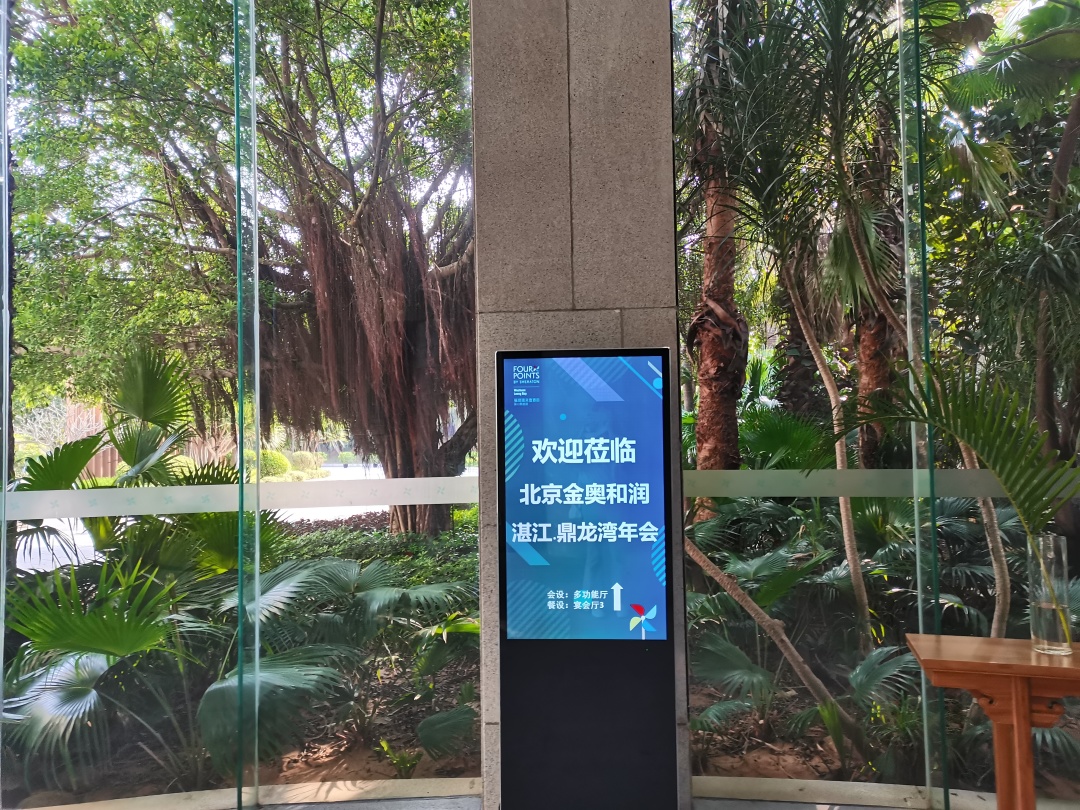 FOUR
POINTS
BY SHERATON
欢迎莅临
北京金奥和润
湛江.鼎龙湾年会
会设：多功能厅
餐设：宴会厅3